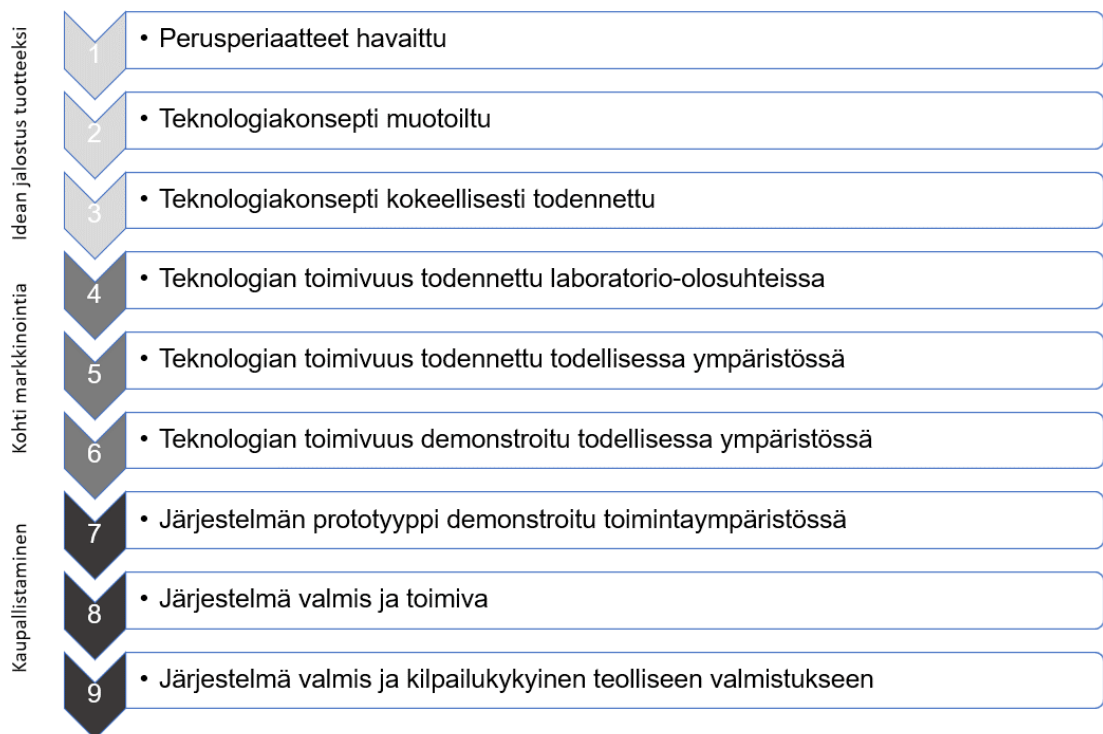 Idean jalostus tuotteeksi
1
• Perusperiaatteet havaittu
2
• Teknologiakonsepti muotoiltu
3
• Teknologiakonsepti kokeellisesti todennettu
Kohti markkinointia
4
• Teknologian toimivuus todennettu laboratorio-olosuhteissa
5
• Teknologian toimivuus todennettu todellisessa ympäristössä
6
• Teknologian toimivuus demonstroitu todellisessa ympäristössä
Kaupallistaminen
7
• Järjestelmän prototyyppi demonstroitu toimintaympäristössä
8
• Järjestelmä valmis ja toimiva
9
• Järjestelmä valmis ja kilpailukykyinen teolliseen valmistukseen